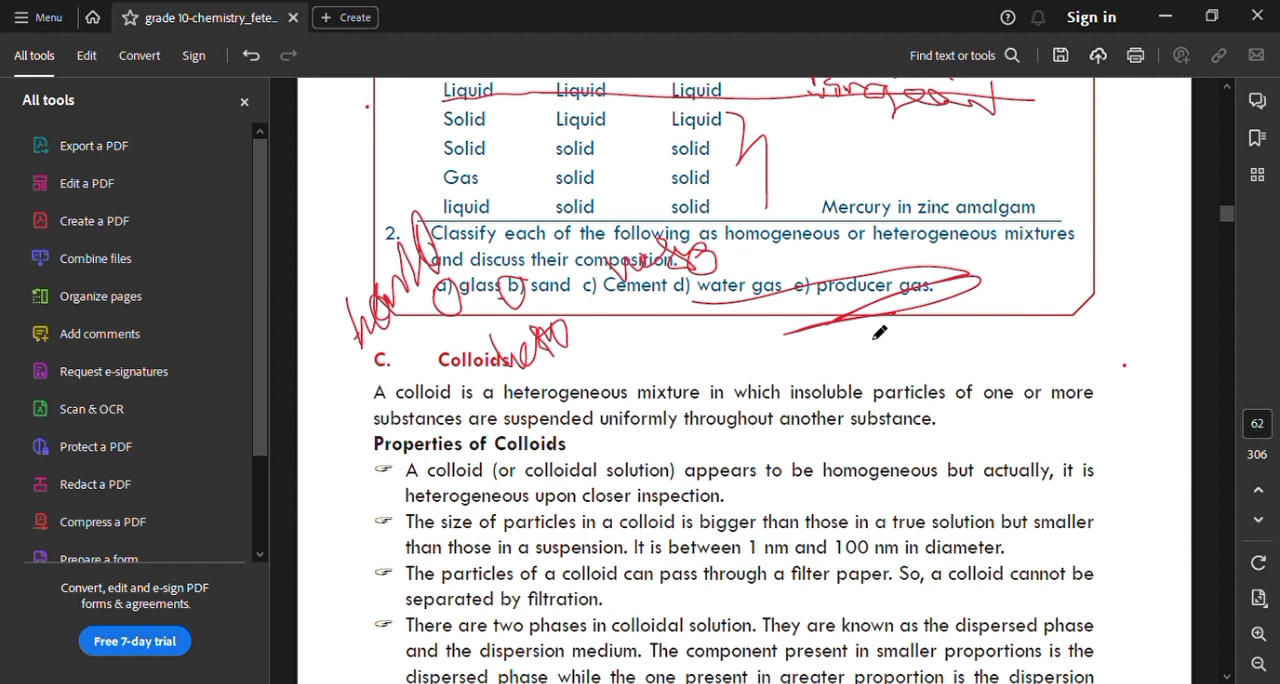 Menu
grade 10-chemistry_fete...
Create
Sign in
All tools Edit Convert Sign
Find text or tools
All tools
Export a PDF
Edit a PDF
Create a PDF
Combine files
Organize pages
Add comments
Request e-signatures
Scan & OCR
Protect a PDF
Redact a PDF
Compress a PDF
Prepare a form
Convert, edit and e-sign PDF
forms & agreements.
Free 7-day trial
Liquid Liquid Liquid
Solid Liquid Liquid
Solid solid solid
Gas solid solid
liquid solid solid Mercury in zinc amalgam
2. Classify each of the following as homogeneous or heterogeneous mixtures
and discuss their composition.
a) glass b) sand c) Cement d) water gas e) producer gas.
hetro
C. Colloids
A colloid is a heterogeneous mixture in which insoluble particles of one or more
substances are suspended uniformly throughout another substance.
Properties of Colloids
☞ A colloid (or colloidal solution) appears to be homogeneous but actually, it is
heterogeneous upon closer inspection.
☞ The size of particles in a colloid is bigger than those in a true solution but smaller
than those in a suspension. It is between 1 nm and 100 nm in diameter.
☞ The particles of a colloid can pass through a filter paper. So, a colloid cannot be
separated by filtration.
☞ There are two phases in colloidal solution. They are known as the dispersed phase
and the dispersion medium. The component present in smaller proportions is the
dispersed phase while the one present in greater proportion is the dispersion
62
306